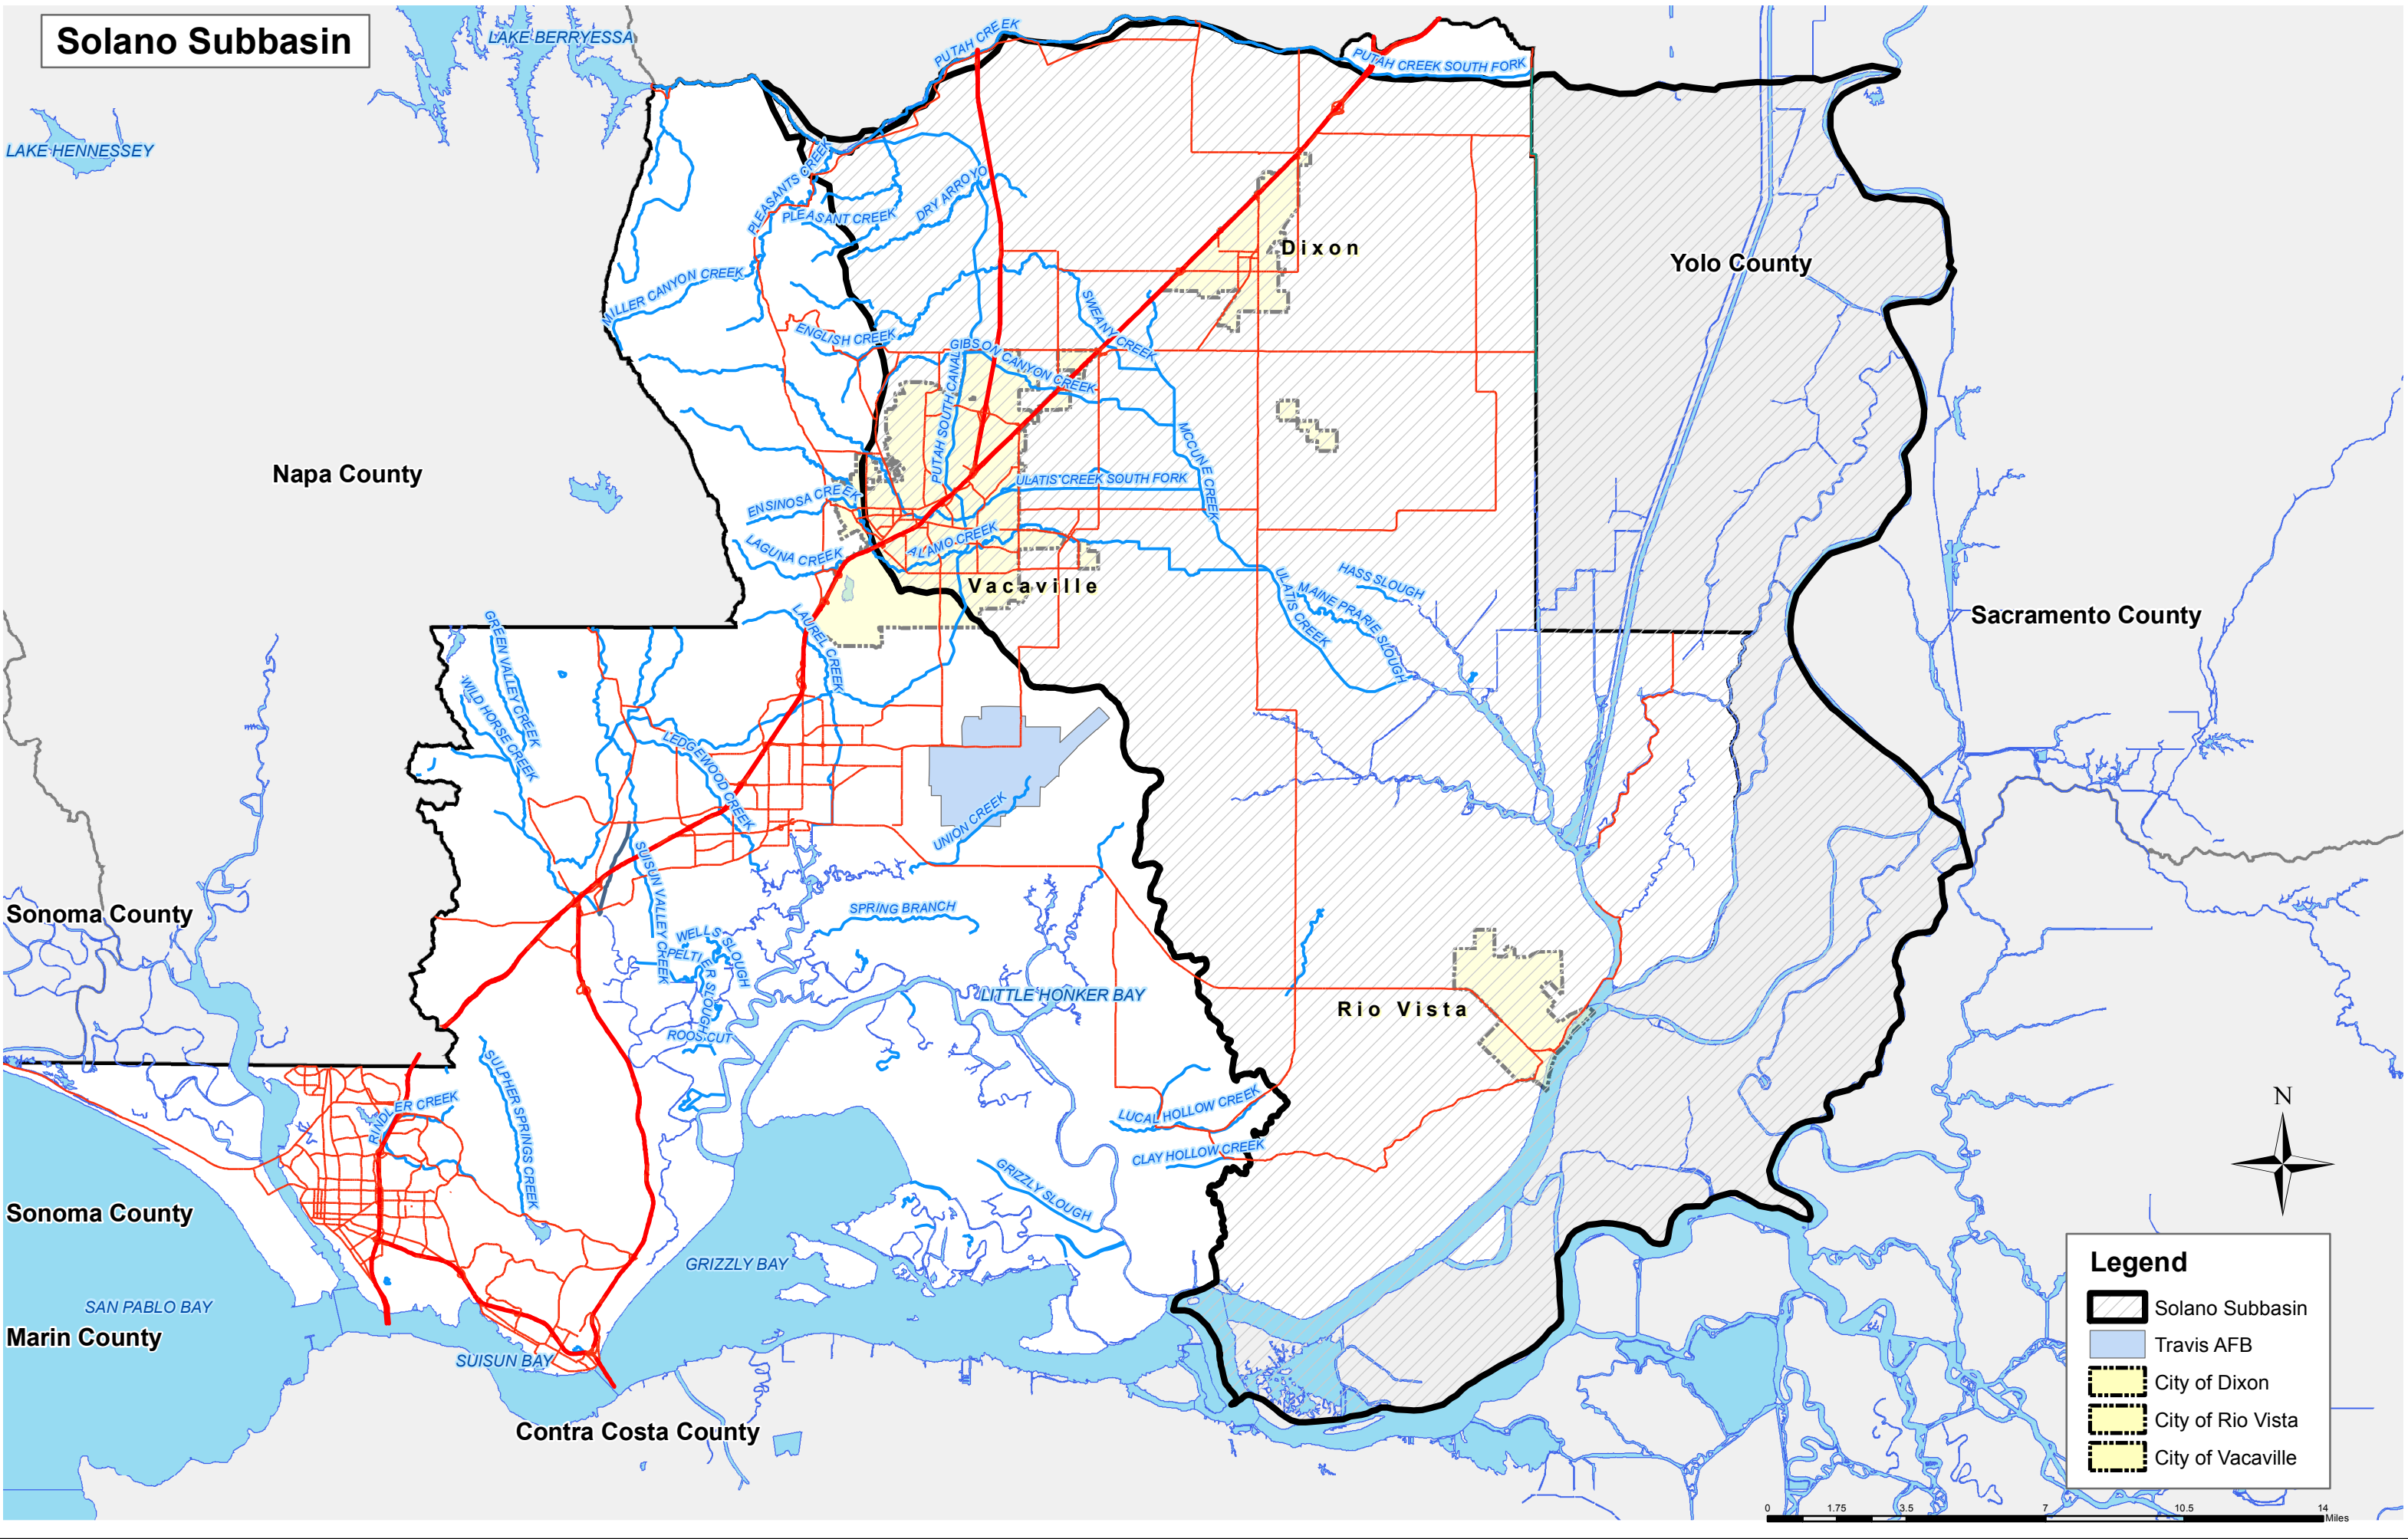 Solano Subbasin
LAKE BERRYESSA
PUTAH CREEK
PUTAH CREEK SOUTH FORK
LAKE HENNESSEY
PLEASANTS CREEK
PLEASANT CREEK
DRY ARROYO
Dixon
Yolo County
MILLER CANYON CREEK
ENGLISH CREEK
SWEANY CREEK
GIBSON CANYON CREEK
PUTAH SOUTH CANAL
Napa County
MCCUNE CREEK
ULATIS CREEK SOUTH FORK
ENSINOSA CREEK
ALAMO CREEK
LAGUNA CREEK
Vacaville
HASS SLOUGH
MAINE PRARIE SLOUGH
ULATIS CREEK
Sacramento County
LAUREL CREEK
GREEN VALLEY CREEK
WILD HORSE CREEK
LEDGEWOOD CREEK
UNION CREEK
SUISUN VALLEY CREEK
Sonoma County
SPRING BRANCH
WELLS SLOUGH
PELTIER SLOUGH
LITTLE HONKER BAY
Rio Vista
ROOS CUT
SULPHER SPRINGS CREEK
RINDLER CREEK
LUCAL HOLLOW CREEK
CLAY HOLLOW CREEK
GRIZZLY SLOUGH
N
Sonoma County
GRIZZLY BAY
SAN PABLO BAY
Marin County
SUISUN BAY
Contra Costa County
Legend
Solano Subbasin
Travis AFB
City of Dixon
City of Rio Vista
City of Vacaville
0 1.75 3.5 7 10.5 14
Miles